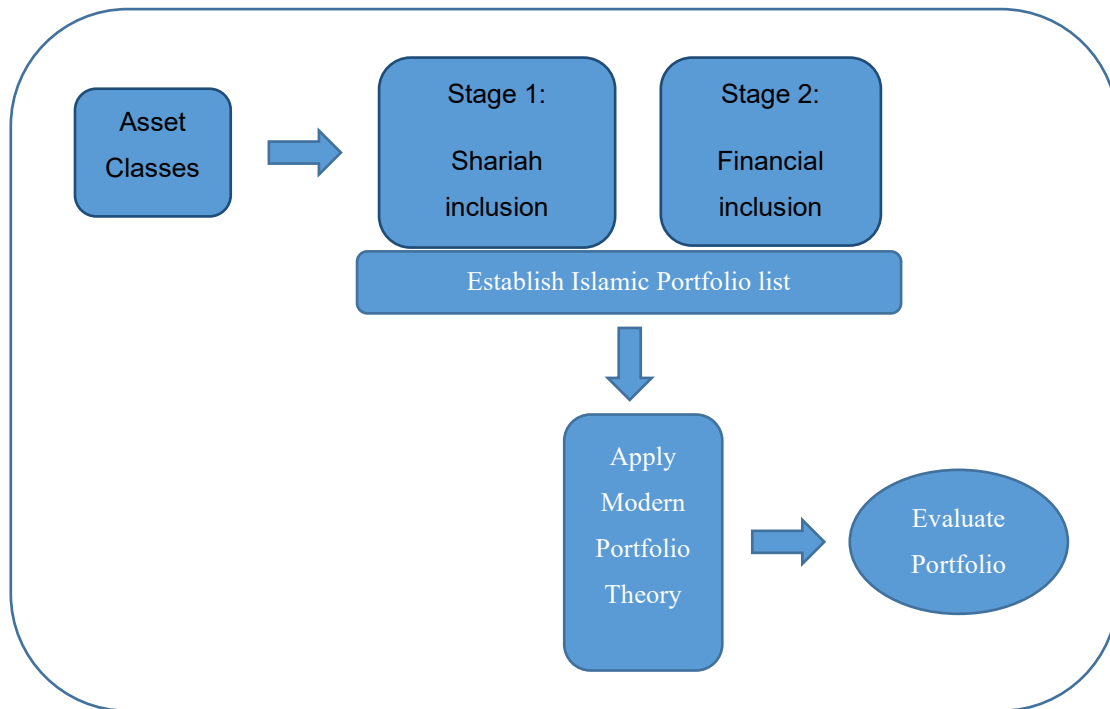 Asset
Classes
Stage 1:
Shariah
inclusion
Stage 2:
Financial
inclusion
Establish Islamic Portfolio list
Apply
Modern
Portfolio
Theory
Evaluate
Portfolio